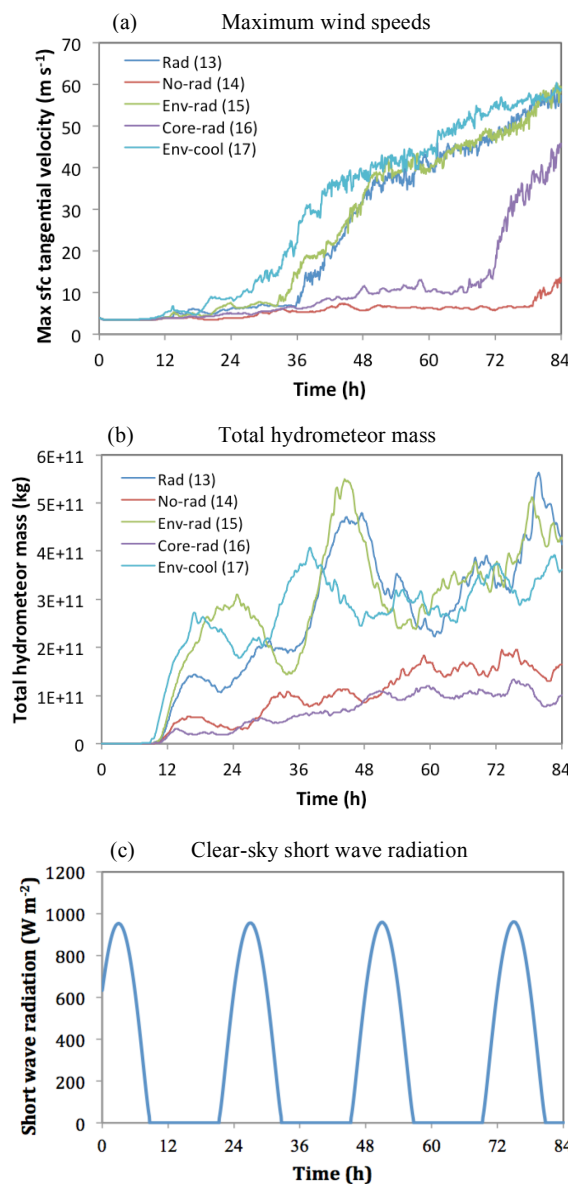 (a) Maximum wind speeds
Max sfc tangential velocity (m s-1)
70
60
50
40
30
20
10
0
Rad (13)
No-rad (14)
Env-rad (15)
Core-rad (16)
Env-cool (17)
0 12 24 36 48 60 72 84
Time (h)
(b) Total hydrometeor mass
Total hydrometeor mass (kg)
6E+11
5E+11
4E+11
3E+11
2E+11
1E+11
0
Rad (13)
No-rad (14)
Env-rad (15)
Core-rad (16)
Env-cool (17)
0 12 24 36 48 60 72 84
Time (h)
(c) Clear-sky short wave radiation
Short wave radiation (W m-2)
1200
1000
800
600
400
200
0
0 12 24 36 48 60 72 84
Time (h)